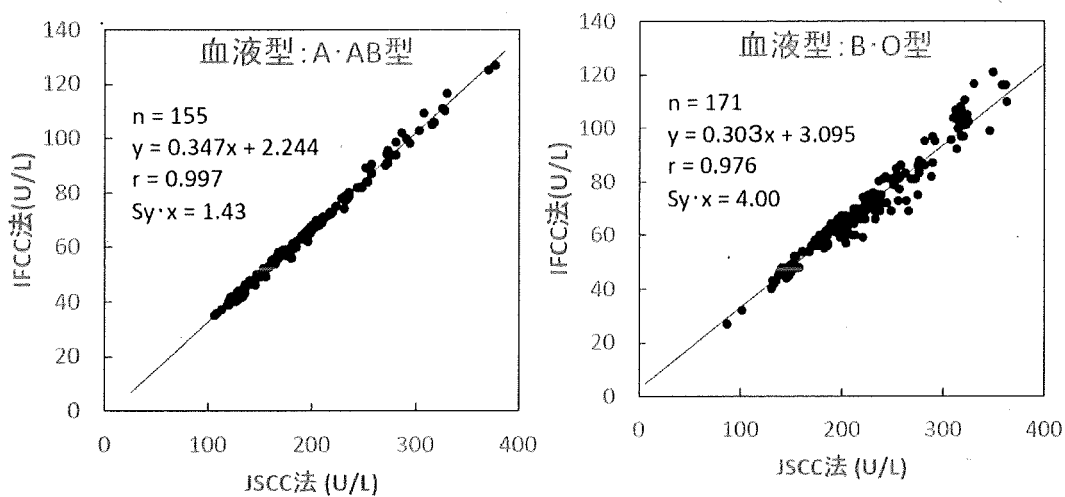 血液型:A·AB型
n = 155
y = 0.347x + 2.244
r = 0.997
Sy·x = 1.43
IFCC法(U/L)
140
120
100
80
60
40
20
0
0 100 200 300 400
JSCC法 (U/L)
血液型:B·O型
n = 171
y = 0.303x + 3.095
r = 0.976
Sy·x = 4.00
IFCC法(U/L)
140
120
100
80
60
40
20
0
0 100 200 300 400
JSCC法 (U/L)